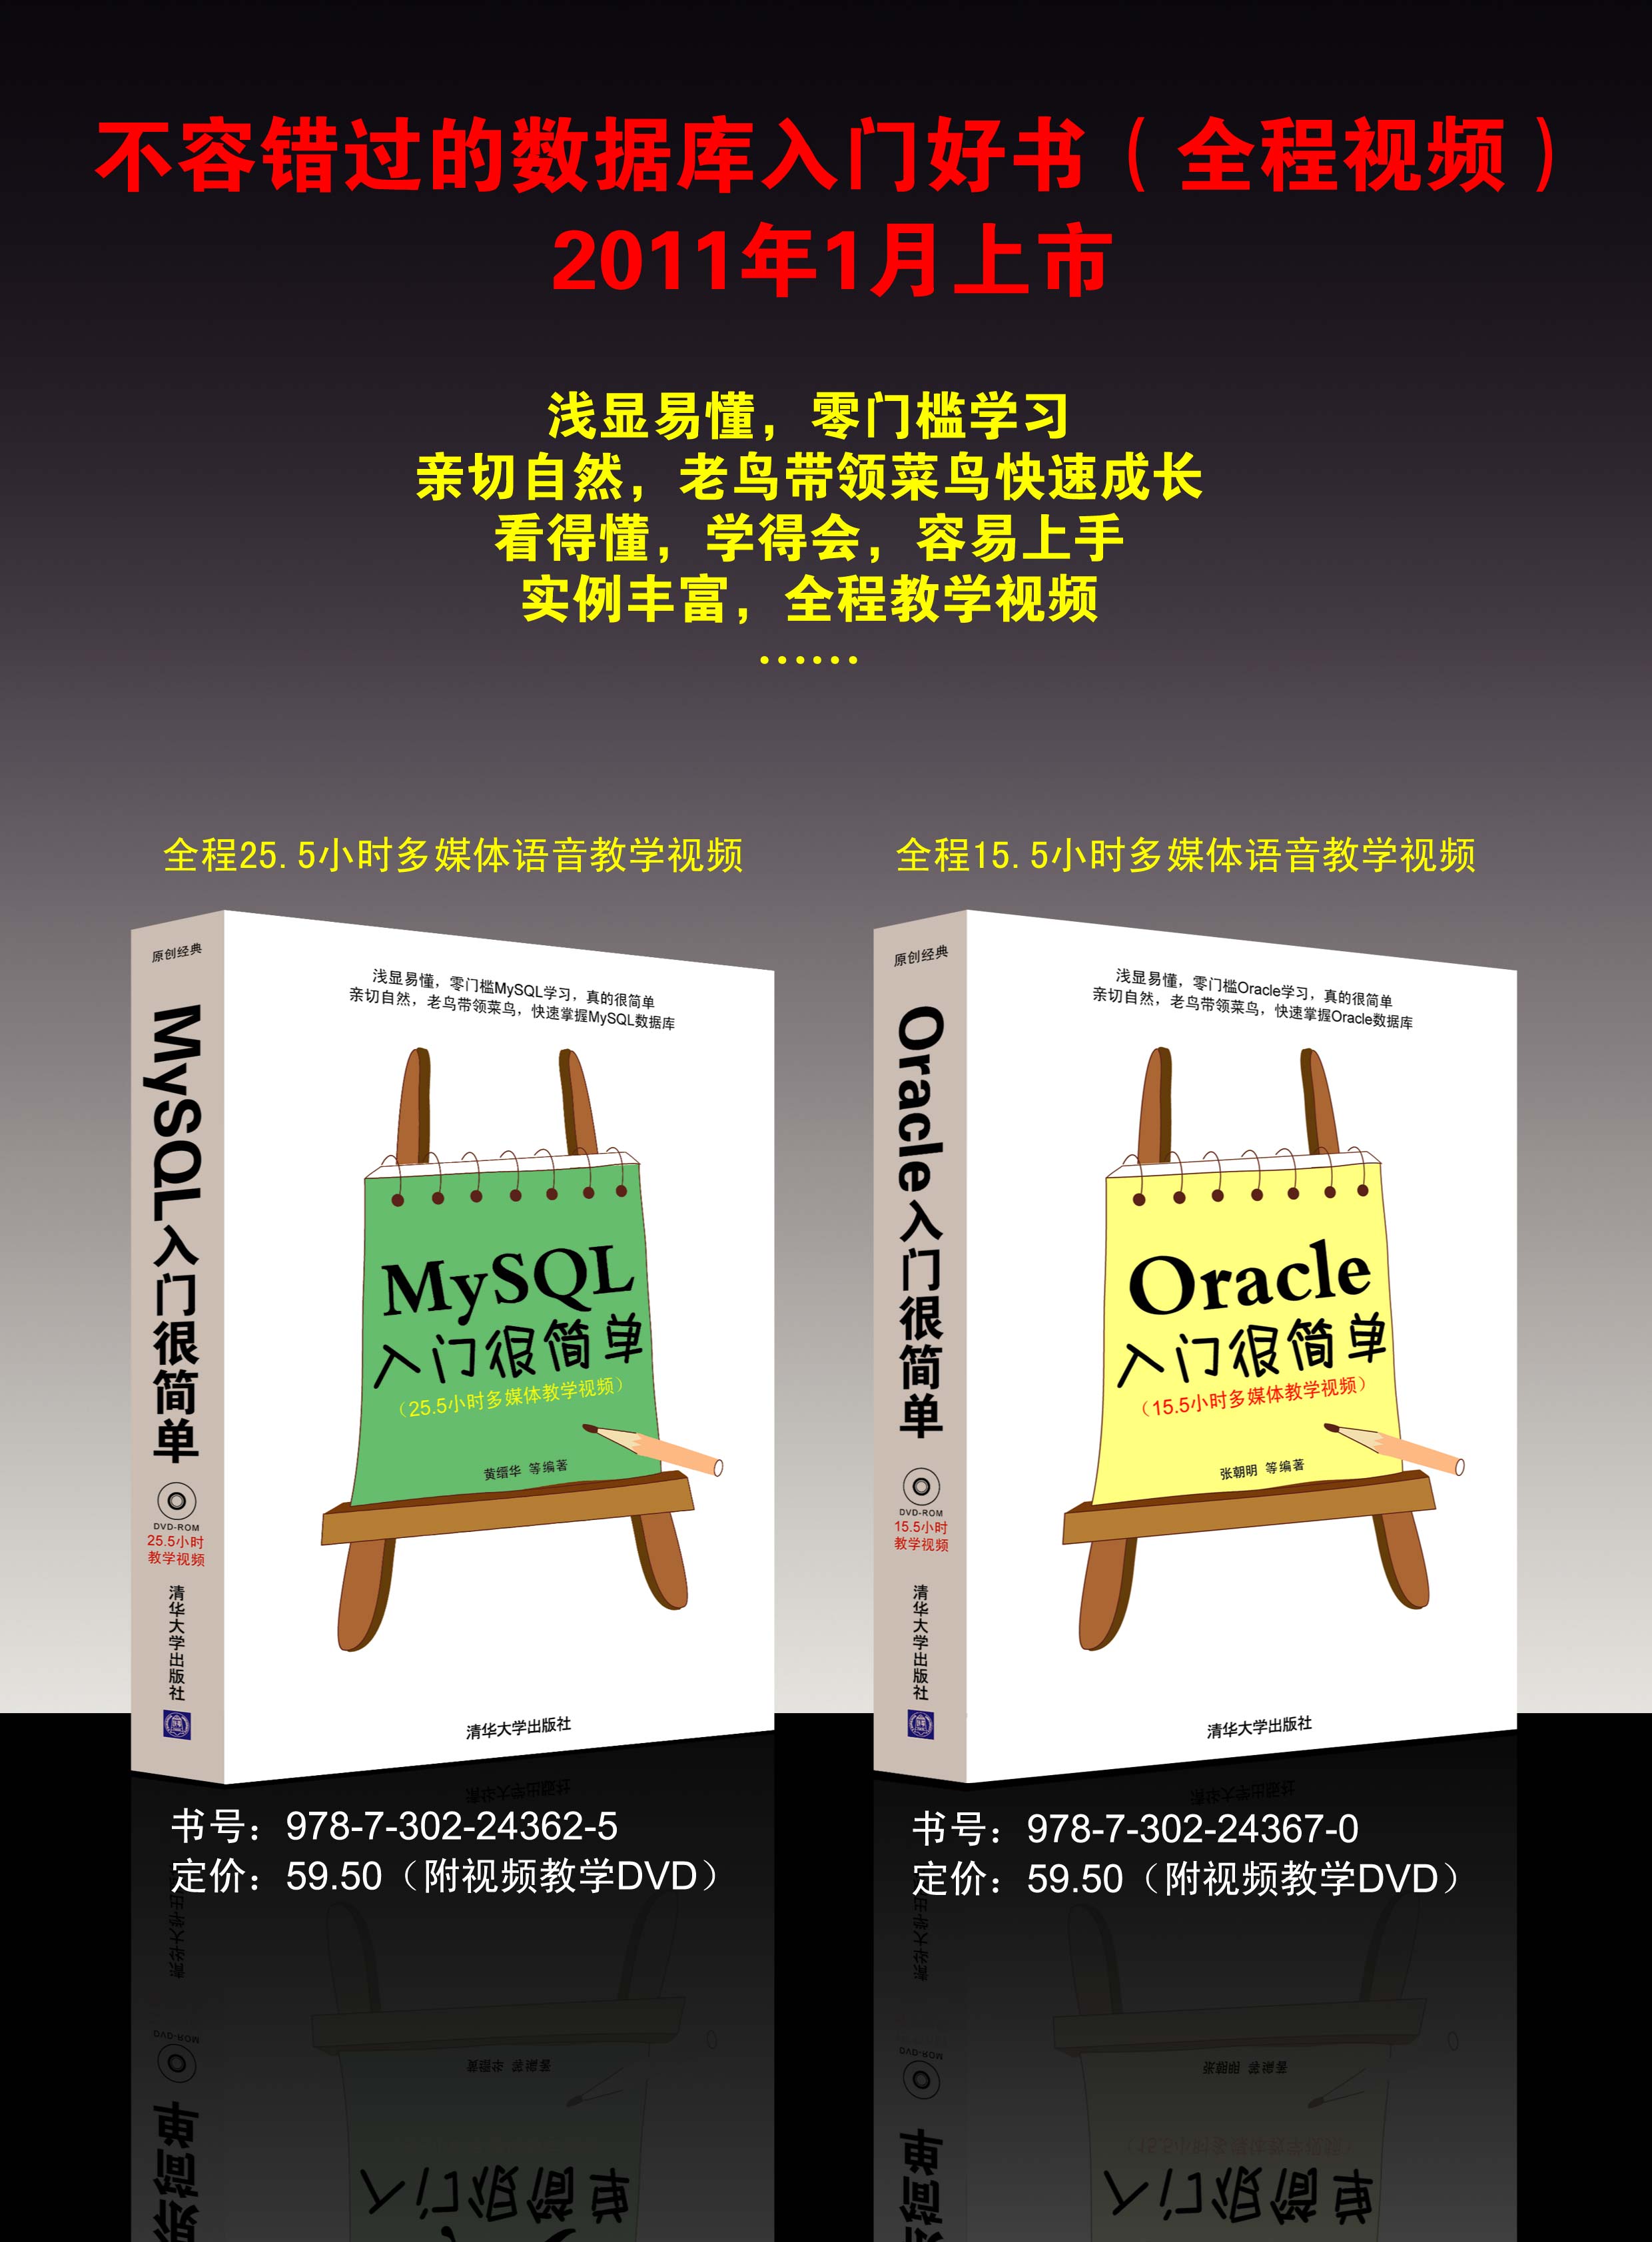 不容错过的数据库入门好书（全程视频）
2011年1月上市
浅显易懂，零门槛学习
亲切自然，老鸟带领菜鸟快速成长
看得懂，学得会，容易上手
实例丰富，全程教学视频
……
全程25.5小时多媒体语音教学视频
原创经典
MySQL入门很简单
DVD-ROM
25.5小时
教学视频
清华大学出版社
浅显易懂，零门槛MySQL学习，真的很简单
亲切自然，老鸟带领菜鸟，快速掌握MySQL数据库
MySQL
入门很简单
（25.5小时多媒体教学视频）
黄缙华 等编著
清华大学出版社
书号：978-7-302-24362-5
定价：59.50（附视频教学DVD）
全程15.5小时多媒体语音教学视频
原创经典
Oracle入门很简单
DVD-ROM
15.5小时
教学视频
清华大学出版社
浅显易懂，零门槛Oracle学习，真的很简单
亲切自然，老鸟带领菜鸟，快速掌握Oracle数据库
Oracle
入门很简单
（15.5小时多媒体教学视频）
张朝明 等编著
清华大学出版社
书号：978-7-302-24367-0
定价：59.50（附视频教学DVD）